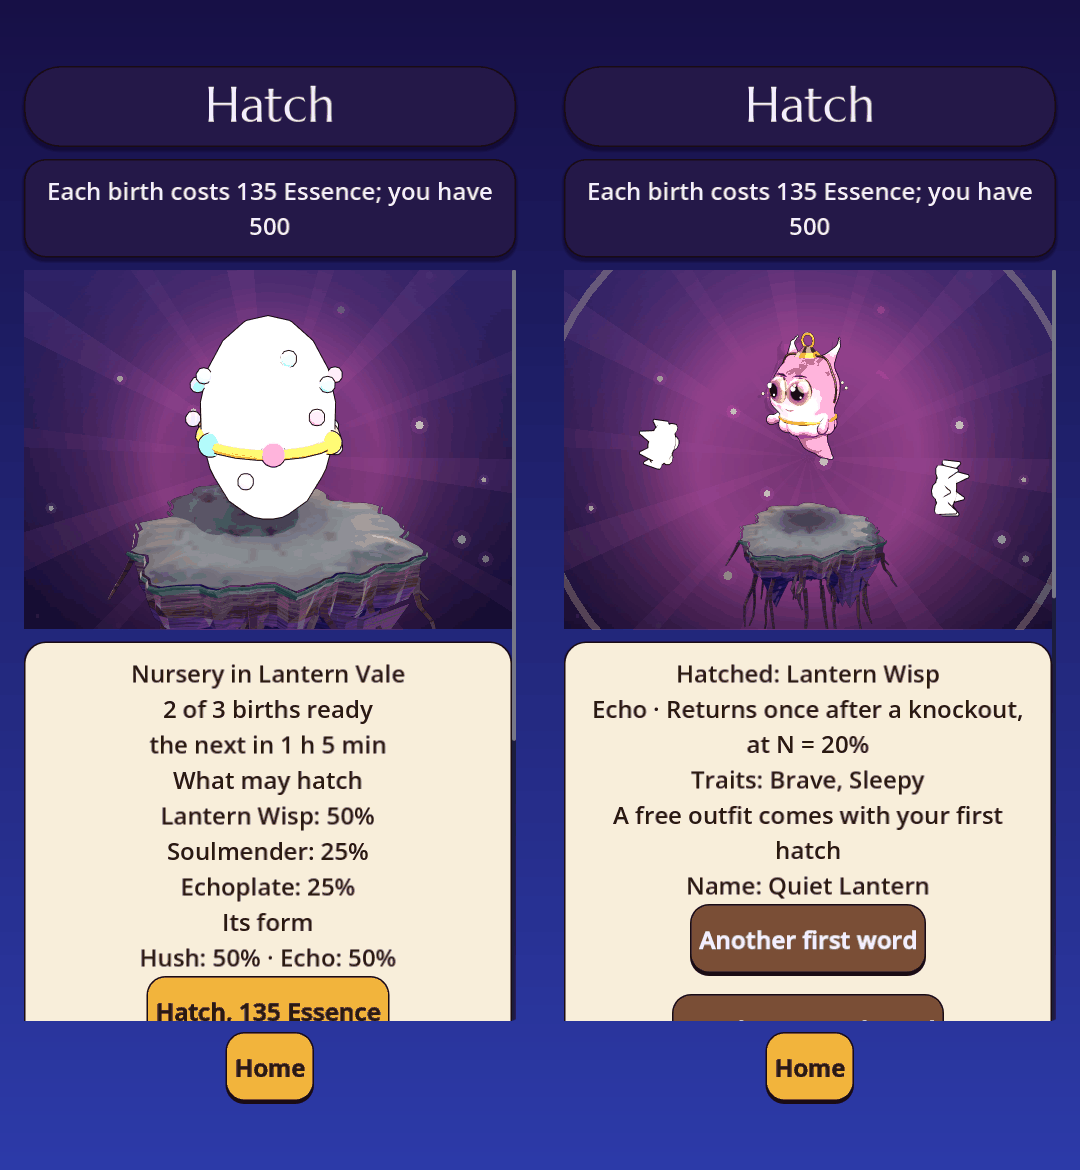 Hatch
Each birth costs 135 Essence; you have
500
Nursery in Lantern Vale
2 of 3 births ready
the next in 1 h 5 min
What may hatch
Lantern Wisp: 50%
Soulmender: 25%
Echoplate: 25%
Its form
Hush: 50% · Echo: 50%
Hatch, 135 Essence
Home
Hatch
Each birth costs 135 Essence; you have
500
Hatched: Lantern Wisp
Echo · Returns once after a knockout,
at N = 20%
Traits: Brave, Sleepy
A free outfit comes with your first
hatch
Name: Quiet Lantern
Another first word
Home